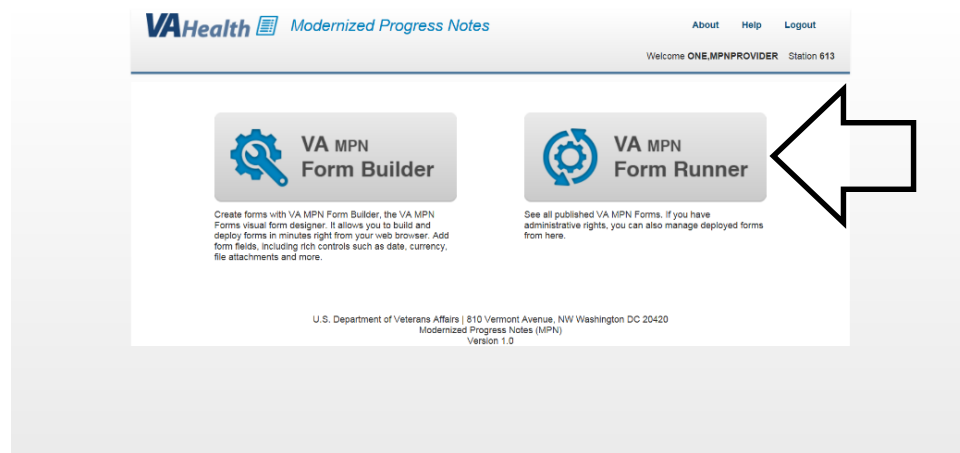 VAHealth Modernized Progress Notes
About Help Logout
Welcome ONE,MPNPROVIDER Station 613
VA MPN
Form Builder
Create forms with VA MPN Form Builder, the VA MPN
Forms visual form designer. It allows you to build and
deploy forms in minutes right from your web browser. Add
form fields, including rich controls such as date, currency,
file attachments and more.
VA MPN
Form Runner
See all published VA MPN Forms. If you have
administrative rights, you can also manage deployed forms
from here.
U.S. Department of Veterans Affairs | 810 Vermont Avenue, NW Washington DC 20420
Modernized Progress Notes (MPN)
Version 1.0